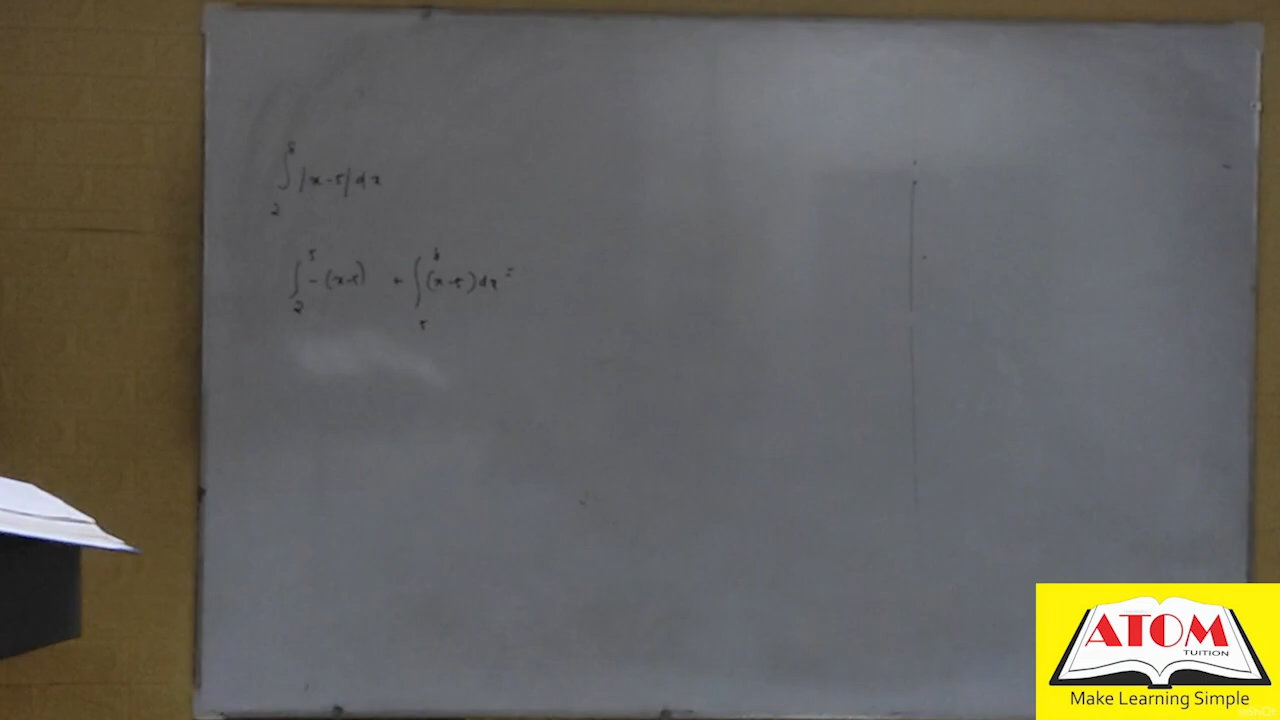 ∫₂⁸ |x-5| dx
∫₂⁵ -(x-5) + ∫₅⁸ (x-5) dx =
ATOM
TUITION
Make Learning Simple